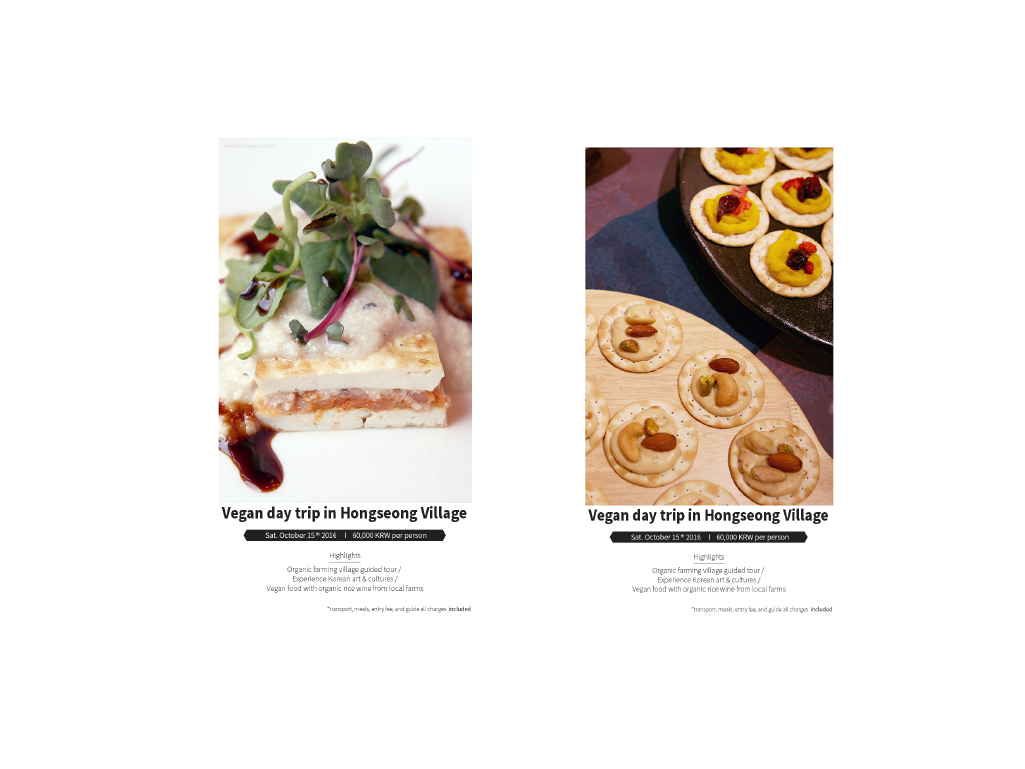 Vegan day trip in Hongseong Village
Sat. October 15th 2016 | 60,000 KRW per person
Highlights
Organic farming village guided tour /
Experience Korean art & cultures /
Vegan food with organic rice wine from local farms
*transport, meals, entry fee, and guide all charges included
Vegan day trip in Hongseong Village
Sat. October 15th 2016 | 60,000 KRW per person
Highlights
Organic farming village guided tour /
Experience Korean art & cultures /
Vegan food with organic rice wine from local farms
*transport, meals, entry fee, and guide all charges included